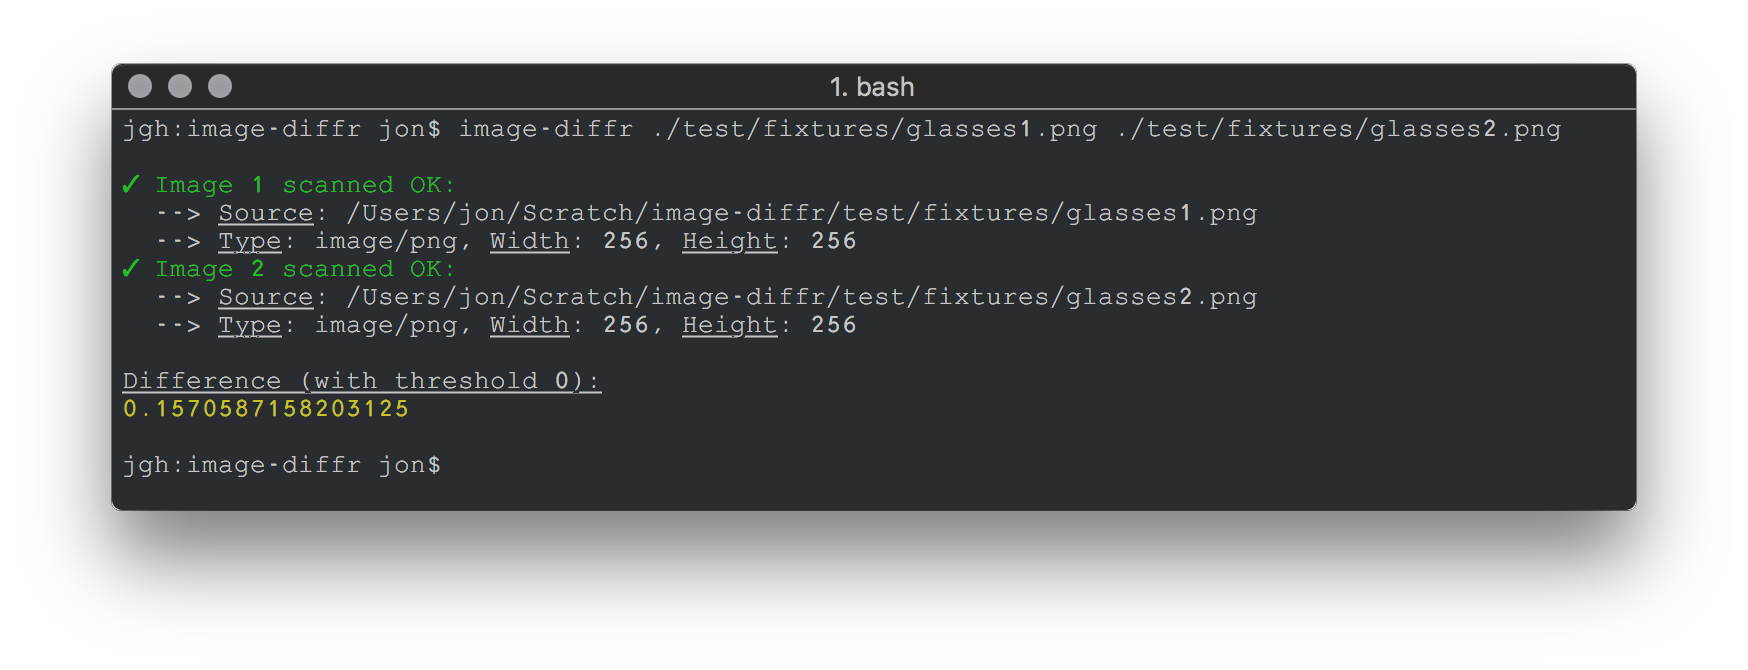 1. bash
jgh:image-diffr jon$ image-diffr ./test/fixtures/glasses1.png ./test/fixtures/glasses2.png
✓ Image 1 scanned OK:
--> Source: /Users/jon/Scratch/image-diffr/test/fixtures/glasses1.png
--> Type: image/png, Width: 256, Height: 256
✓ Image 2 scanned OK:
--> Source: /Users/jon/Scratch/image-diffr/test/fixtures/glasses2.png
--> Type: image/png, Width: 256, Height: 256
Difference (with threshold 0):
0.1570587158203125
jgh:image-diffr jon$